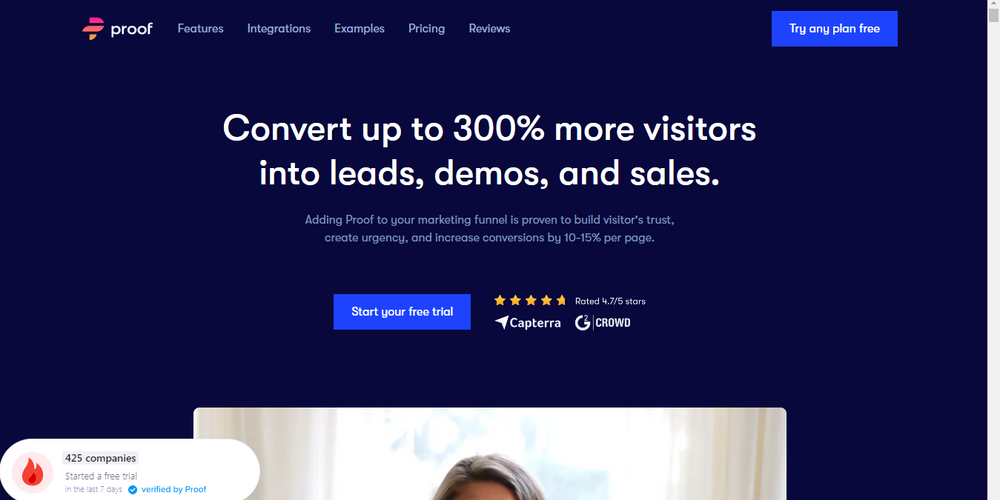 proof
Features
Integrations
Examples
Pricing
Reviews
Try any plan free
Convert up to 300% more visitors
into leads, demos, and sales.
Adding Proof to your marketing funnel is proven to build visitor's trust,
create urgency, and increase conversions by 10-15% per page.
Start your free trial
Rated 4.7/5 stars
Capterra
G2 CROWD
425 companies
Started a free trial
in the last 7 days verified by Proof